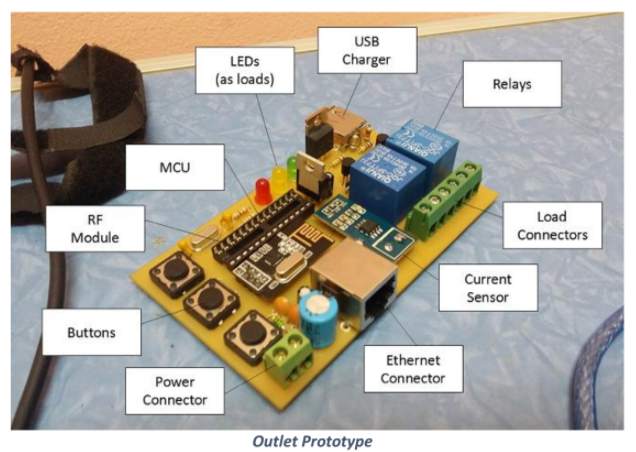 USB
Charger
LEDs
(as loads)
Relays
MCU
RF
Module
Load
Connectors
Current
Sensor
Buttons
Ethernet
Connector
Power
Connector
Outlet Prototype